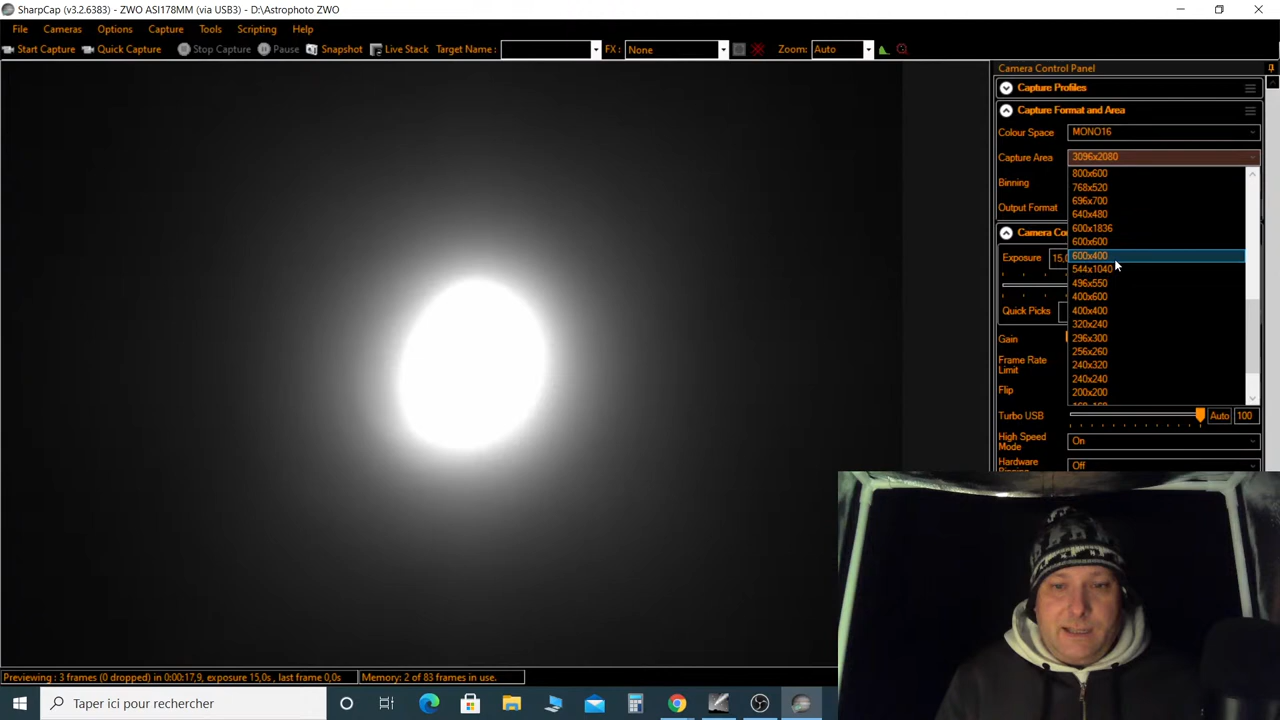 SharpCap (v3.2.6383) - ZWO ASI178MM (via USB3) - D:\Astrophoto ZWO
File Cameras Options Capture Tools Scripting Help
Start Capture Quick Capture Stop Capture Pause Snapshot Live Stack Target Name : FX : None Zoom: Auto
Camera Control Panel
Capture Profiles
Capture Format and Area
Colour Space MONO16
Capture Area 3096x2080
800x600
Binning
768x520
696x700
Output Format
640x480
600x1836
Camera Co
600x600
Exposure 15,0
600x400
544x1040
496x550
400x600
Quick Picks
400x400
320x240
Gain
296x300
256x260
Frame Rate
Limit
240x320
240x240
Flip
200x200
Turbo USB Auto 100
High Speed
Mode On
Hardware
Binning Off
Previewing : 3 frames (0 dropped) in 0:00:17,9, exposure 15,0s, last frame 0,0s
Memory: 2 of 83 frames in use.
Taper ici pour rechercher